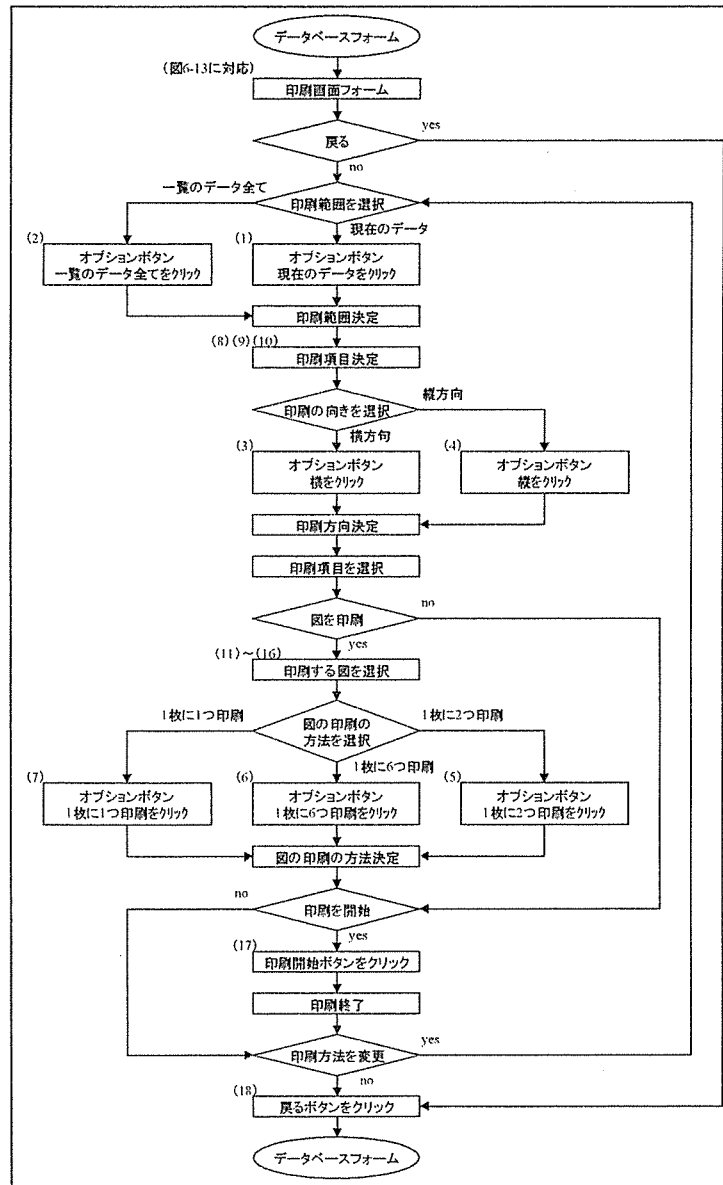 データベースフォーム
(図6-13に対応)
印刷画面フォーム
戻る
yes
no
印刷範囲を選択
一覧のデータ全て
現在のデータ
(2)
オプションボタン
一覧のデータ全てをクリック
(1)
オプションボタン
現在のデータをクリック
印刷範囲決定
(8)(9)(10)
印刷項目決定
印刷の向きを選択
縦方向
横方句
(3)
オプションボタン
横をクリック
(4)
オプションボタン
縦をクリック
印刷方向決定
印刷項目を選択
図を印刷
no
yes
(11)～(16)
印刷する図を選択
図の印刷の
方法を選択
1枚に1つ印刷
1枚に2つ印刷
1枚に6つ印刷
(7)
オプションボタン
1枚に1つ印刷をクリック
(6)
オプションボタン
1枚に6つ印刷をクリック
(5)
オプションボタン
1枚に2つ印刷をクリック
図の印刷の方法決定
印刷を開始
no
yes
(17)
印刷開始ボタンをクリック
印刷終了
印刷方法を変更
yes
no
(18)
戻るボタンをクリック
データベースフォーム